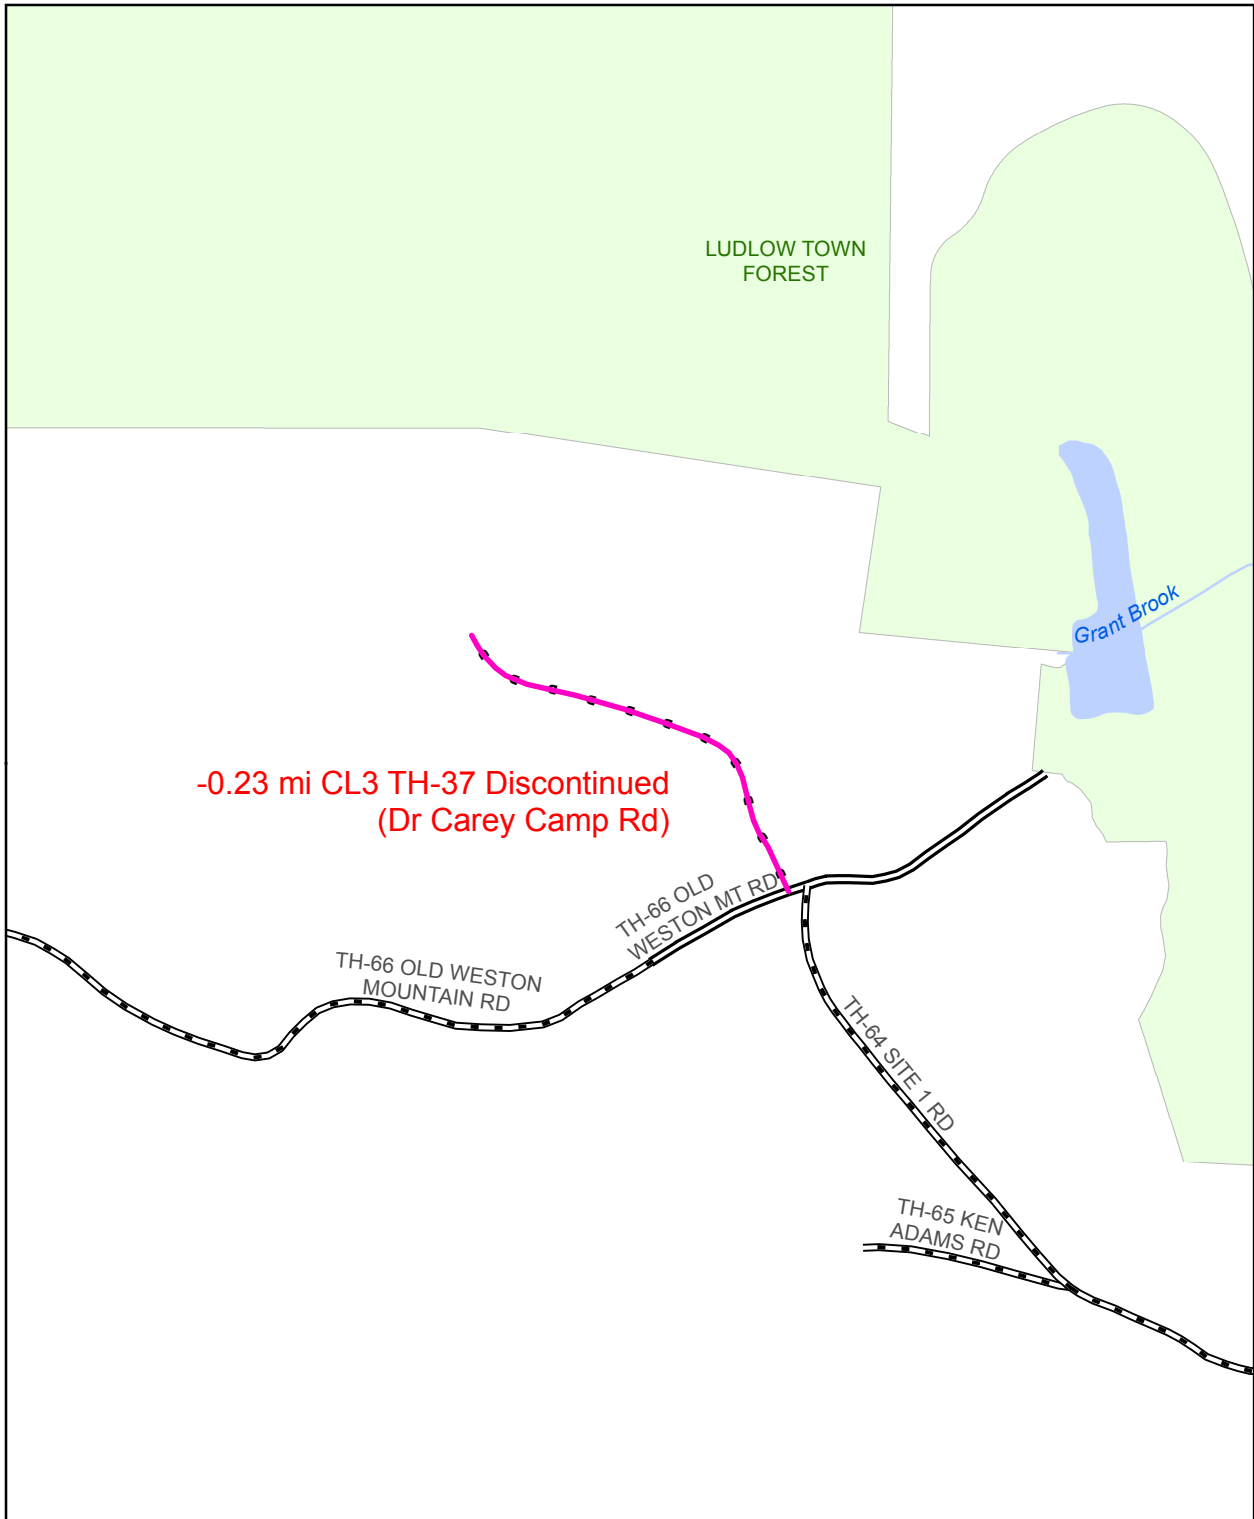 LUDLOW TOWN
FOREST
Grant Brook
-0.23 mi CL3 TH-37 Discontinued
(Dr Carey Camp Rd)
TH-66 OLD
WESTON MT RD
TH-66 OLD WESTON
MOUNTAIN RD
TH-64 SITE 1 RD
TH-65 KEN
ADAMS RD